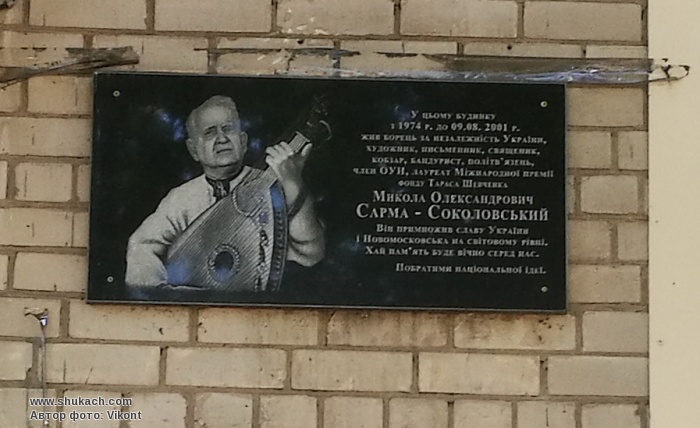 У цьому будинку
з 1974 р. до 09.08. 2001 р.
жив борець за незалежність України,
художник, письменник, священик,
кобзар, бандурист, політв'язень,
член ОУН, лауреат Міжнародної премії
фонду Тараса Шевченка
Микола Олександрович
Сарма - Соколовський
Він примножив славу України
і Новомосковська на світовому рівні.
Хай пам'ять буде вічно серед нас.
Побратими національної ідеї.
www.shukach.com
Автор фото: Vikont